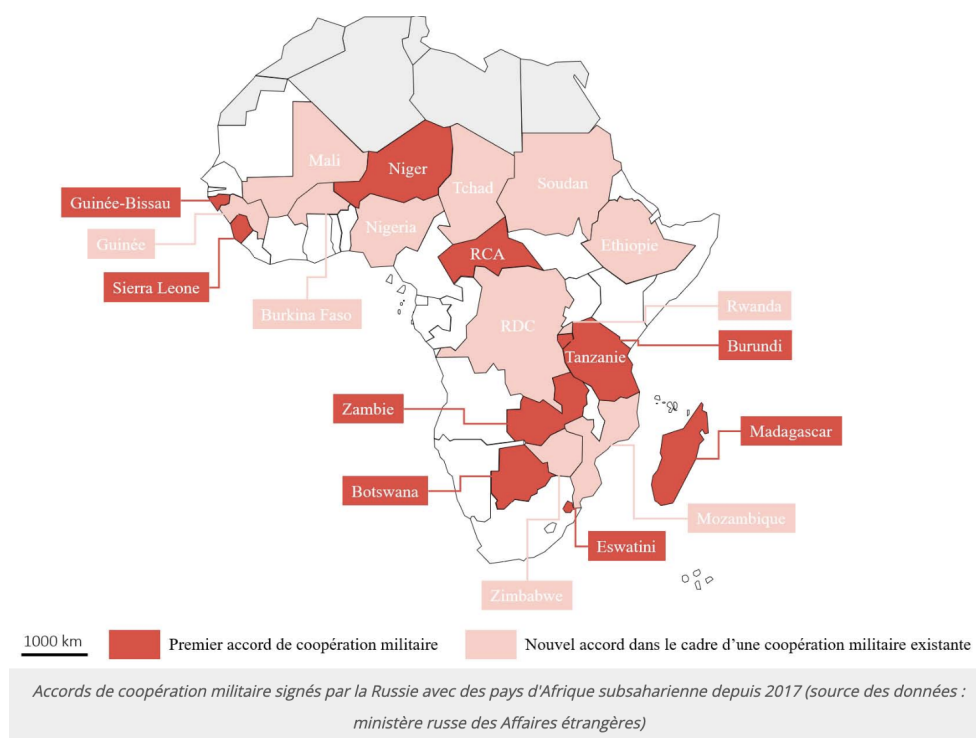 Mali
Niger
Tchad
Soudan
Guinée-Bissau
Nigeria
Guinée
Ethiopie
RCA
Sierra Leone
Burkina Faso
Rwanda
RDC
Burundi
Tanzanie
Zambie
Madagascar
Botswana
Mozambique
Eswatini
Zimbabwe
1000 km
Premier accord de coopération militaire
Nouvel accord dans le cadre d'une coopération militaire existante
Accords de coopération militaire signés par la Russie avec des pays d'Afrique subsaharienne depuis 2017 (source des données :
ministère russe des Affaires étrangères)